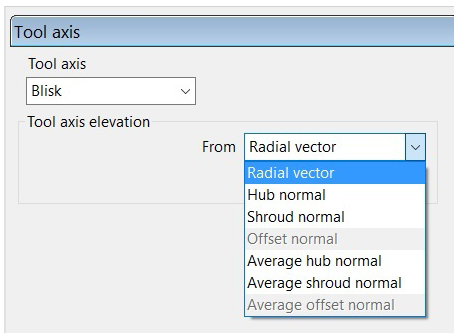 Tool axis
Tool axis
Blisk
Tool axis elevation
From Radial vector
Radial vector
Hub normal
Shroud normal
Offset normal
Average hub normal
Average shroud normal
Average offset normal